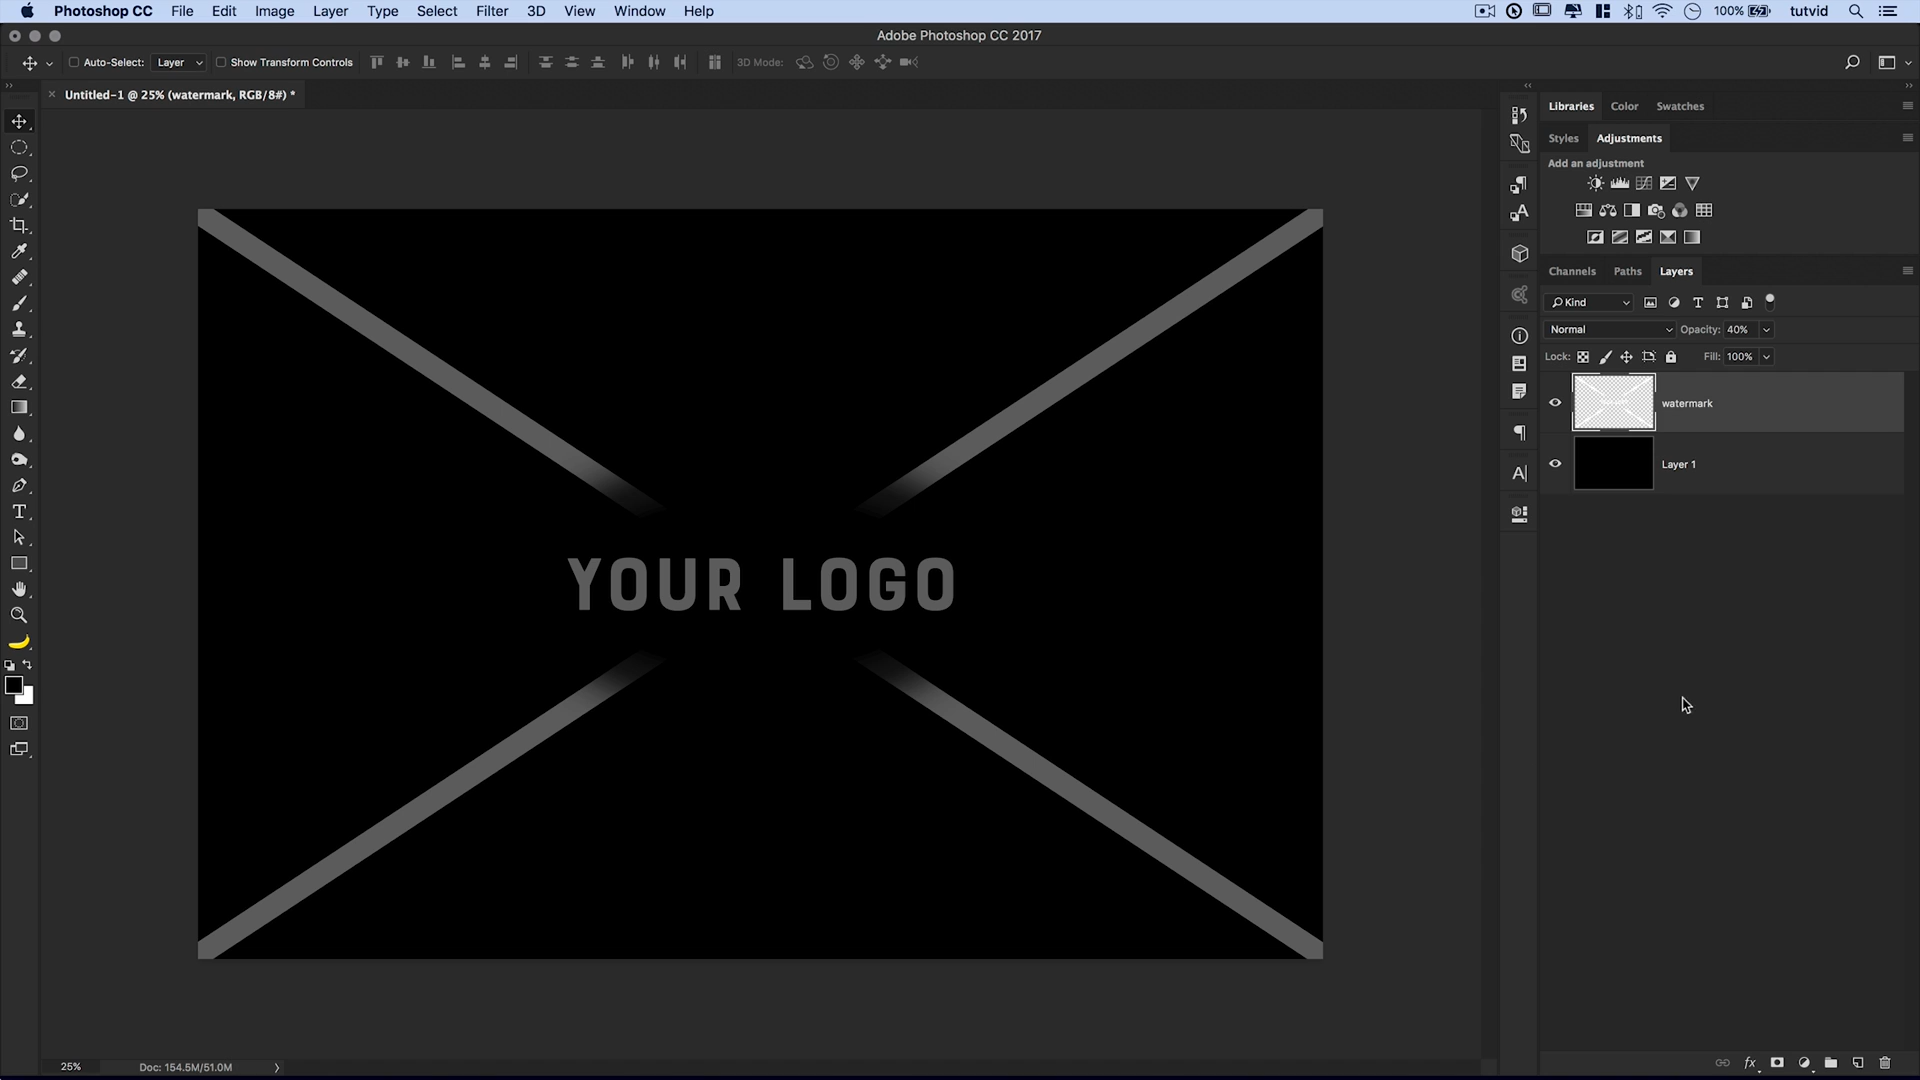 Photoshop CC File Edit Image Layer Type Select Filter 3D View Window Help 100% tutvid
Adobe Photoshop CC 2017
Auto-Select: Layer Show Transform Controls 3D Mode:
Untitled-1 @ 25% (watermark, RGB/8#) *
Libraries Color Swatches
Styles Adjustments
Add an adjustment
Channels Paths Layers
Kind
Normal Opacity: 40%
Lock: Fill: 100%
watermark
Layer 1
YOUR LOGO
25% Doc: 154.5M/51.0M